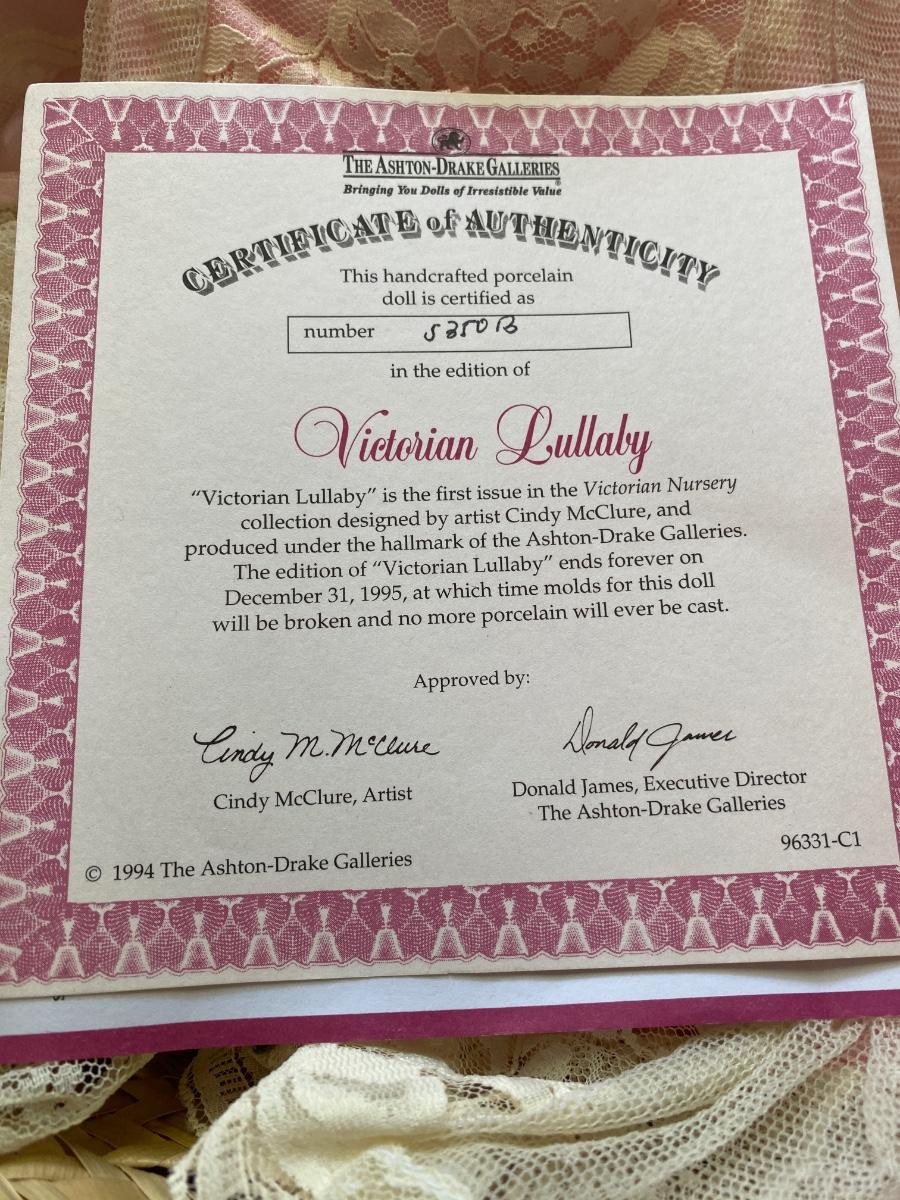 THE ASHTON-DRAKE GALLERIES
Bringing You Dolls of Irresistible Value®
CERTIFICATE of AUTHENTICITY
This handcrafted porcelain
doll is certified as
number 5350B
in the edition of
Victorian Lullaby
“Victorian Lullaby” is the first issue in the Victorian Nursery
collection designed by artist Cindy McClure, and
produced under the hallmark of the Ashton-Drake Galleries.
The edition of “Victorian Lullaby” ends forever on
December 31, 1995, at which time molds for this doll
will be broken and no more porcelain will ever be cast.
Approved by:
Cindy M. McClure
Cindy McClure, Artist
Donald James
Donald James, Executive Director
The Ashton-Drake Galleries
96331-C1
© 1994 The Ashton-Drake Galleries